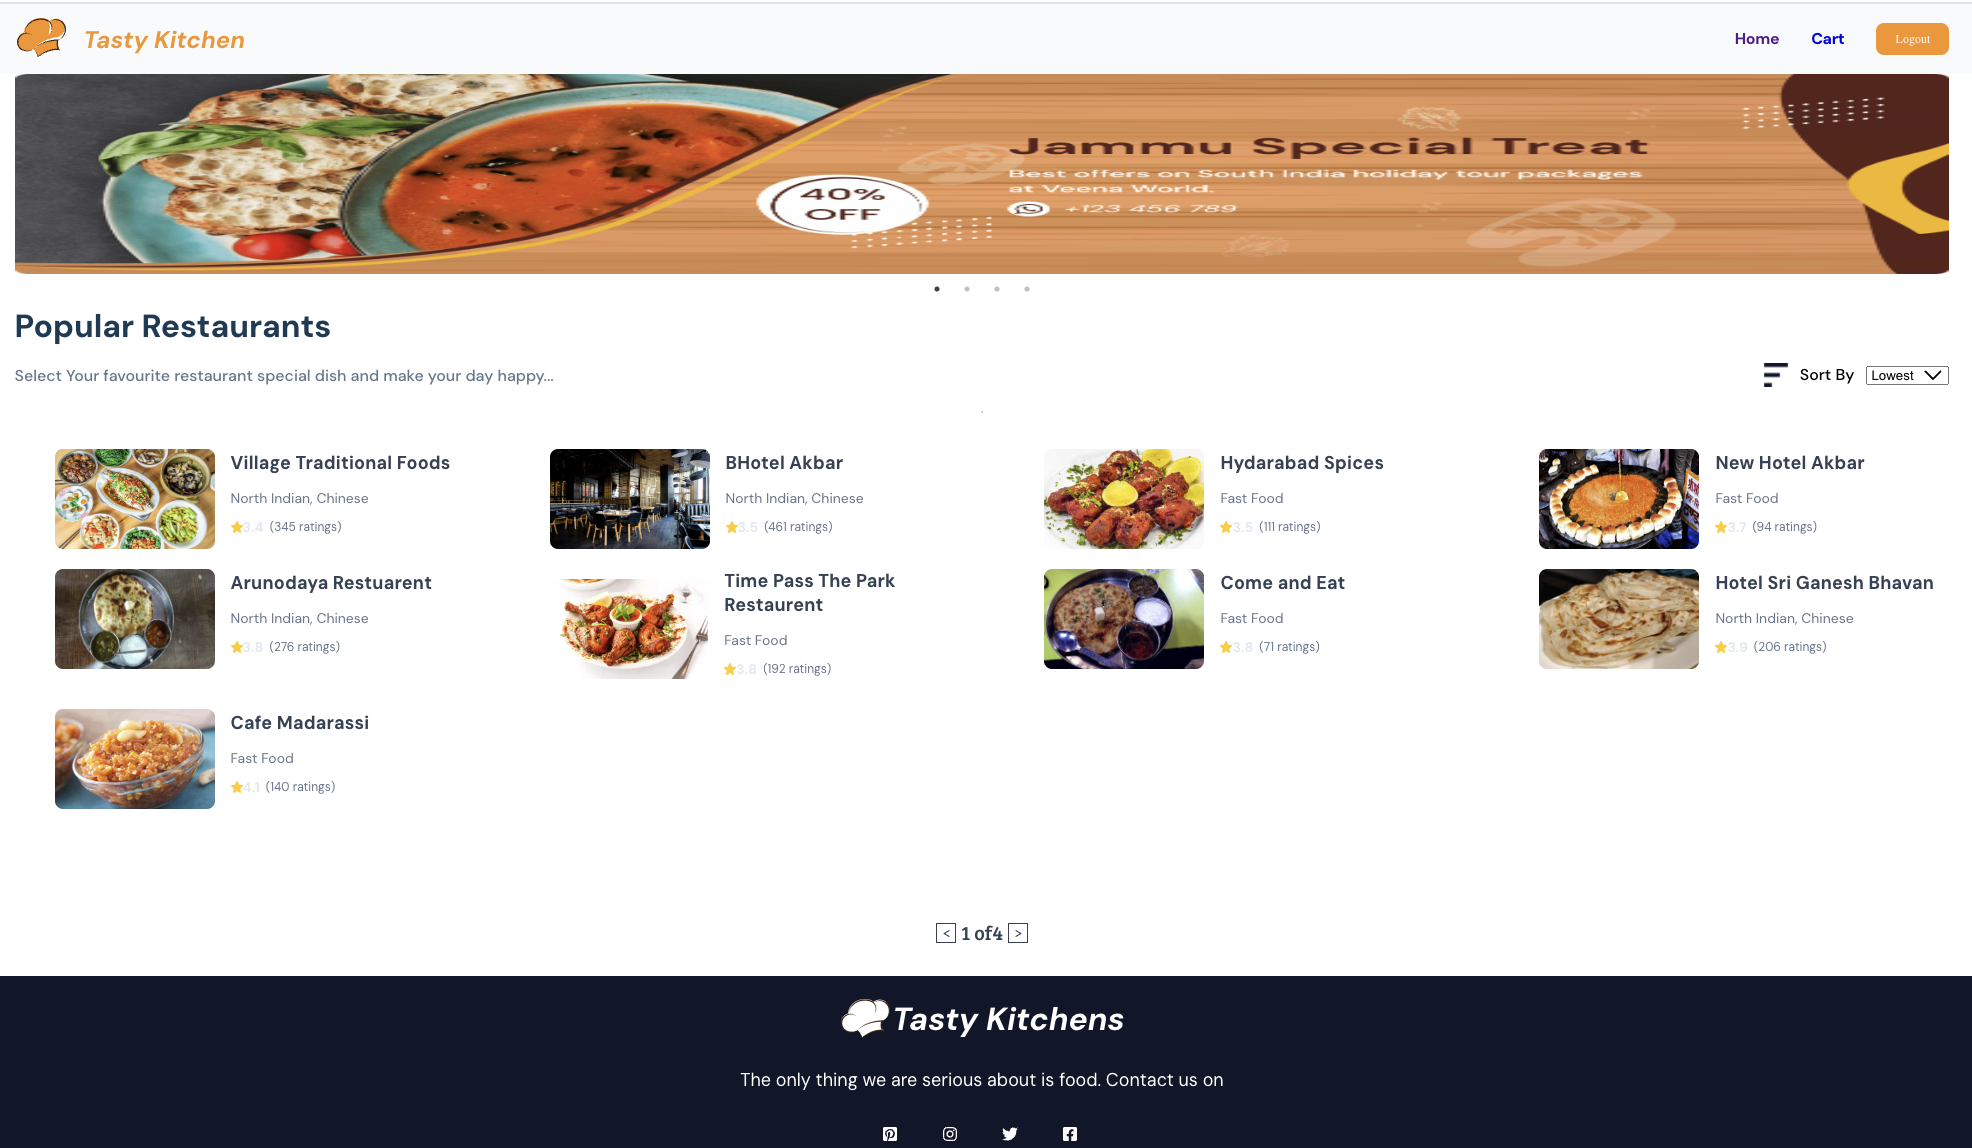 Tasty Kitchen
Home
Cart
Logout
Jammu Special Treat
Best offers on South India holiday tour packages
at Veena World.
+123 456 789
40%
OFF
Popular Restaurants
Select Your favourite restaurant special dish and make your day happy...
Sort By
Lowest
Village Traditional Foods
North Indian, Chinese
3.4 (345 ratings)
BHotel Akbar
North Indian, Chinese
3.5 (461 ratings)
Hydarabad Spices
Fast Food
3.5 (111 ratings)
New Hotel Akbar
Fast Food
3.7 (94 ratings)
Arunodaya Restuarent
North Indian, Chinese
3.8 (276 ratings)
Time Pass The Park
Restaurent
Fast Food
3.8 (192 ratings)
Come and Eat
Fast Food
3.8 (71 ratings)
Hotel Sri Ganesh Bhavan
North Indian, Chinese
3.9 (206 ratings)
Cafe Madarassi
Fast Food
4.1 (140 ratings)
< 1 of4 >
Tasty Kitchens
The only thing we are serious about is food. Contact us on